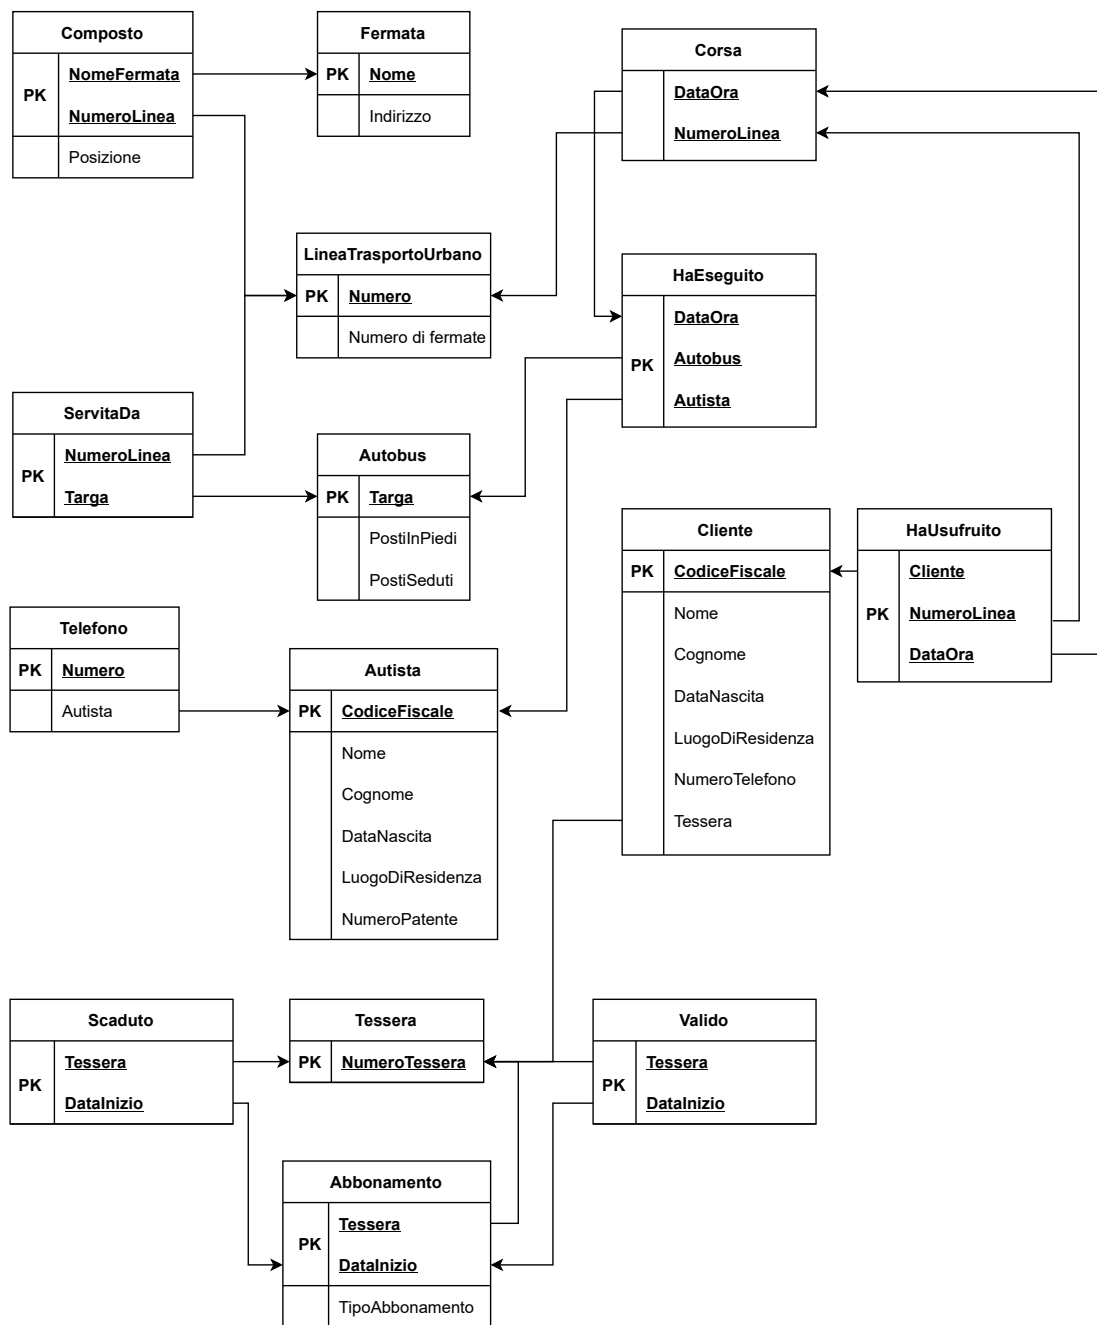 Composto
PK
NomeFermata
NumeroLinea
Posizione
Fermata
PK
Nome
Indirizzo
Corsa
DataOra
NumeroLinea
LineaTrasportoUrbano
PK
Numero
Numero di fermate
HaEseguito
PK
DataOra
Autobus
Autista
ServitaDa
PK
NumeroLinea
Targa
Autobus
PK
Targa
PostiInPiedi
PostiSeduti
Cliente
PK
CodiceFiscale
Nome
Cognome
DataNascita
LuogoDiResidenza
NumeroTelefono
Tessera
HaUsufruito
PK
Cliente
NumeroLinea
DataOra
Telefono
PK
Numero
Autista
Autista
PK
CodiceFiscale
Nome
Cognome
DataNascita
LuogoDiResidenza
NumeroPatente
Scaduto
PK
Tessera
DataInizio
Tessera
PK
NumeroTessera
Valido
PK
Tessera
DataInizio
Abbonamento
PK
Tessera
DataInizio
TipoAbbonamento